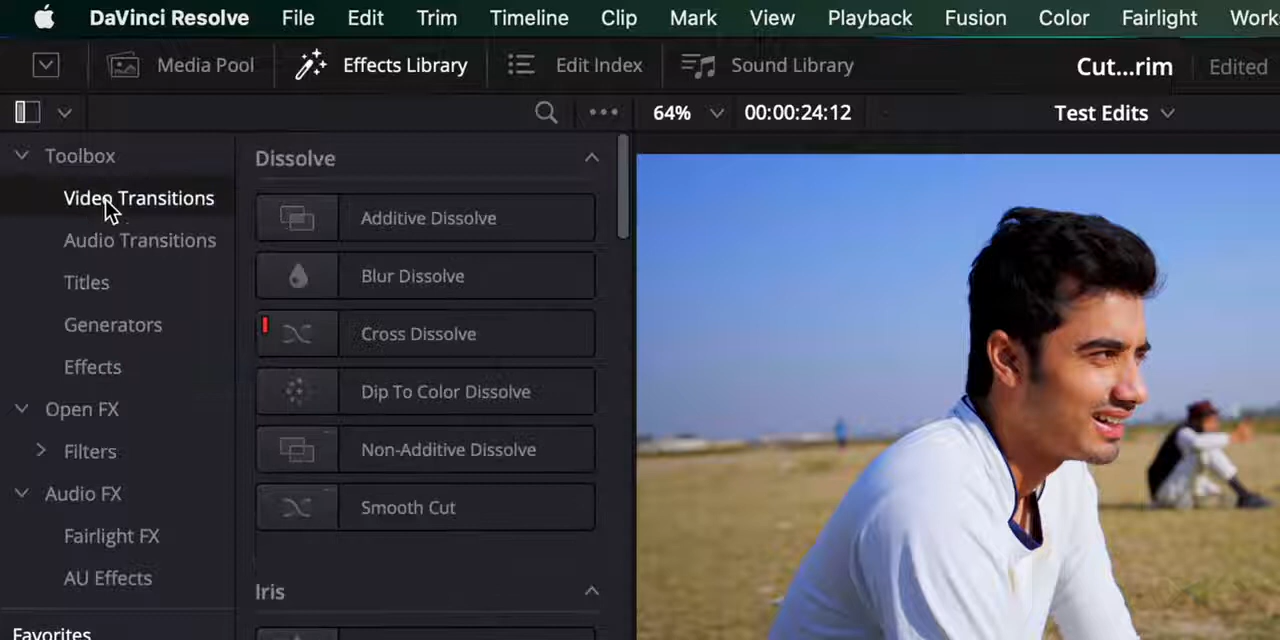 DaVinci Resolve File Edit Trim Timeline Clip Mark View Playback Fusion Color Fairlight Work
Media Pool Effects Library Edit Index Sound Library Cut...rim Edited
64% 00:00:24:12 Test Edits
Toolbox
Video Transitions
Audio Transitions
Titles
Generators
Effects
Open FX
Filters
Audio FX
Fairlight FX
AU Effects
Favorites
Dissolve
Additive Dissolve
Blur Dissolve
Cross Dissolve
Dip To Color Dissolve
Non-Additive Dissolve
Smooth Cut
Iris